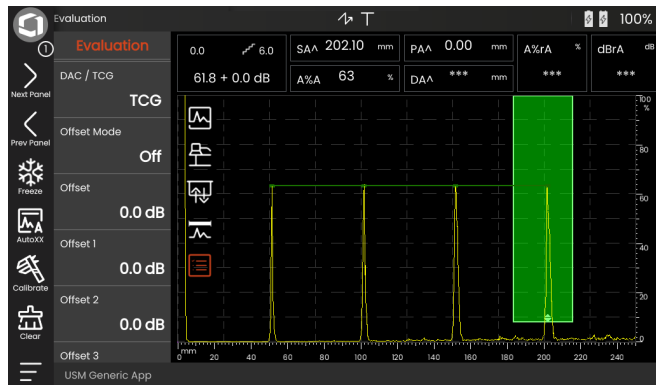 Evaluation
100%
1
Evaluation
0.0
6.0
SA^ 202.10 mm
PA^ 0.00 mm
A%rA %
dBrA dB
61.8 + 0.0 dB
A%A 63 %
DA^ *** mm
***
***
Next Panel
DAC / TCG
TCG
Prev Panel
Offset Mode
Off
Freeze
Offset
0.0 dB
AutoXX
Offset 1
0.0 dB
Calibrate
Offset 2
0.0 dB
Clear
Offset 3
100
%
80
60
40
20
0
0 mm 20 40 60 80 100 120 140 160 180 200 220 240
USM Generic App